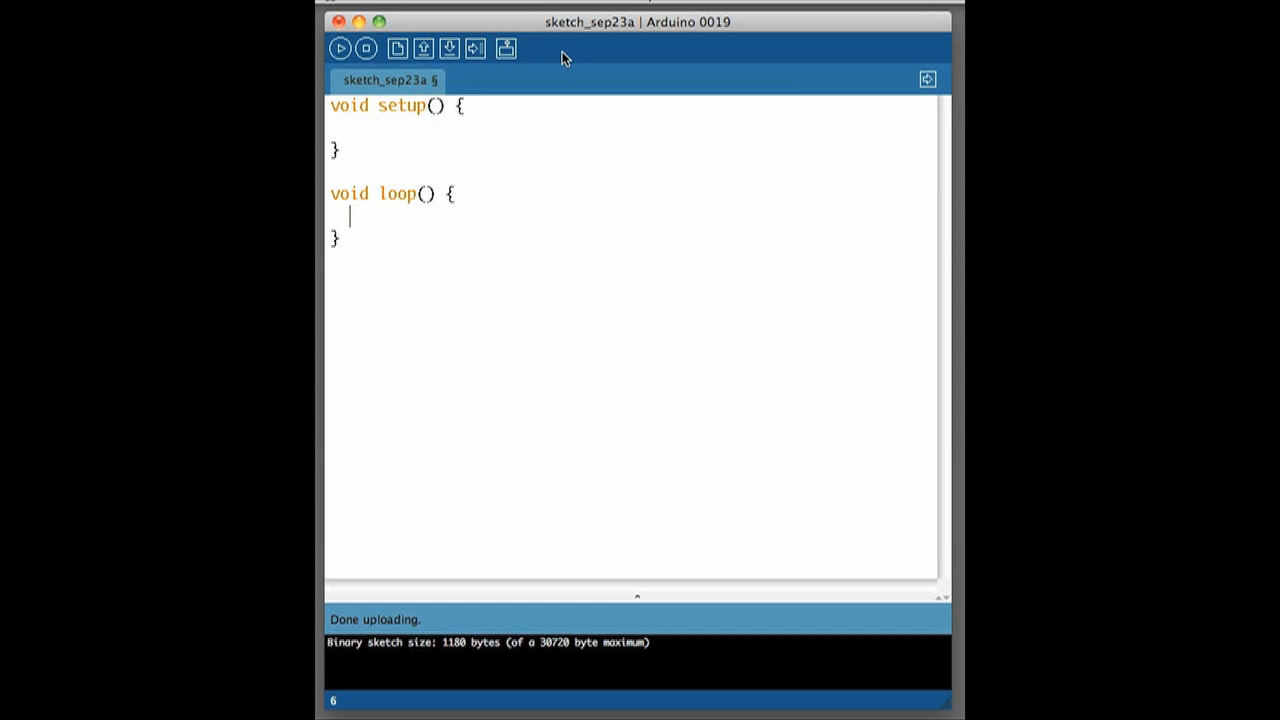 sketch_sep23a | Arduino 0019
sketch_sep23a §
void setup() {
}
void loop() {
}
Done uploading.
Binary sketch size: 1180 bytes (of a 30720 byte maximum)
6